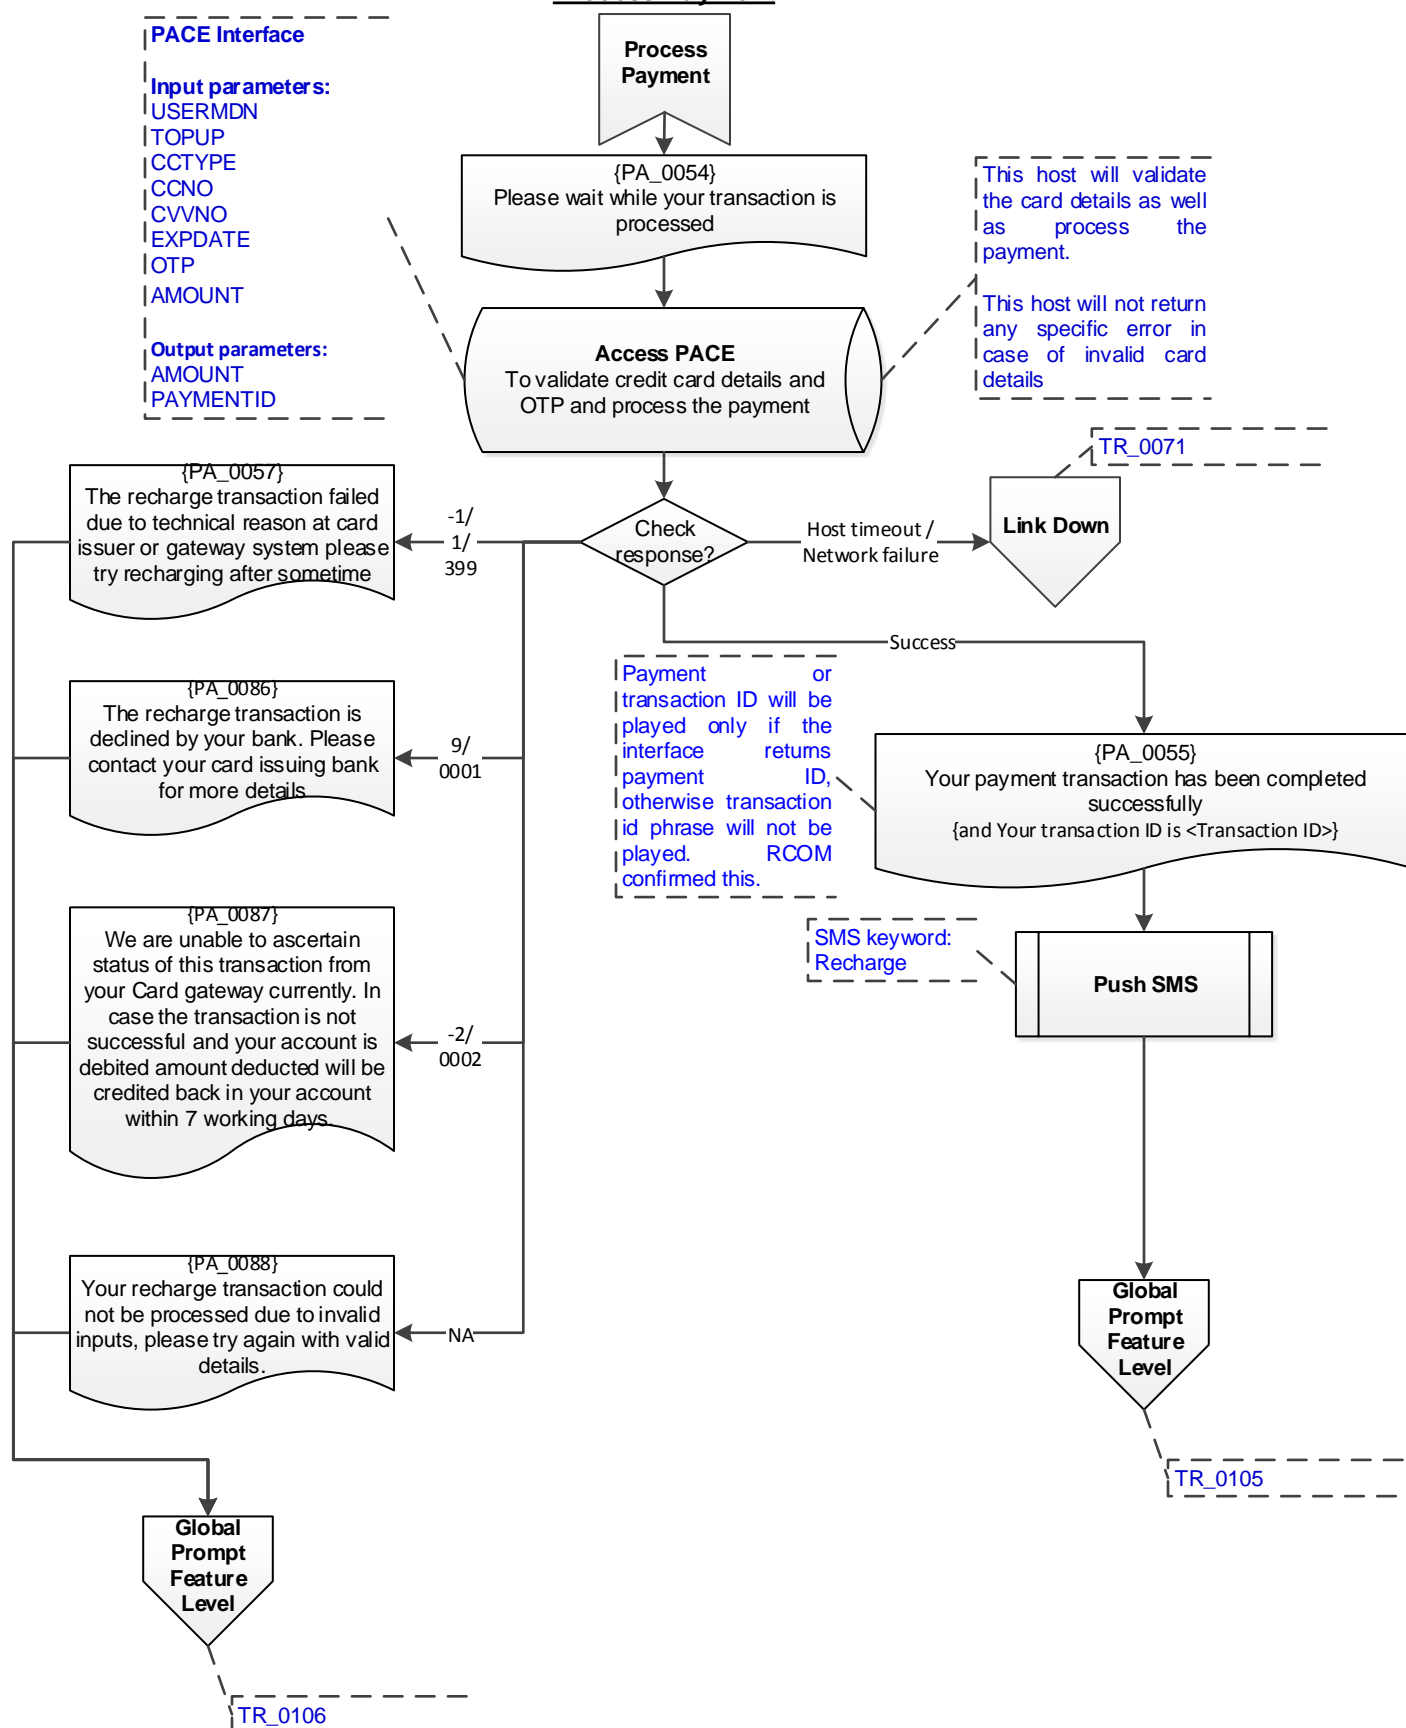 PACE Interface
Input parameters:
USERMDN
TOPUP
CCTYPE
CCNO
CVVNO
EXPDATE
OTP
AMOUNT
Output parameters:
AMOUNT
PAYMENTID
Process
Payment
{PA_0054}
Please wait while your transaction is
processed
This host will validate
the card details as well
as process the
payment.
This host will not return
any specific error in
case of invalid card
details
Access PACE
To validate credit card details and
OTP and process the payment
TR_0071
Link Down
Check
response?
Host timeout /
Network failure
-1/
1/
399
{PA_0057}
The recharge transaction failed
due to technical reason at card
issuer or gateway system please
try recharging after sometime
Success
{PA_0086}
The recharge transaction is
declined by your bank. Please
contact your card issuing bank
for more details
9/
0001
Payment or
transaction ID will be
played only if the
interface returns
payment ID,
otherwise transaction
id phrase will not be
played. RCOM
confirmed this.
{PA_0055}
Your payment transaction has been completed
successfully
{and Your transaction ID is <Transaction ID>}
{PA_0087}
We are unable to ascertain
status of this transaction from
your Card gateway currently. In
case the transaction is not
successful and your account is
debited amount deducted will be
credited back in your account
within 7 working days.
-2/
0002
SMS keyword:
Recharge
Push SMS
{PA_0088}
Your recharge transaction could
not be processed due to invalid
inputs, please try again with valid
details.
NA
Global
Prompt
Feature
Level
TR_0105
Global
Prompt
Feature
Level
TR_0106